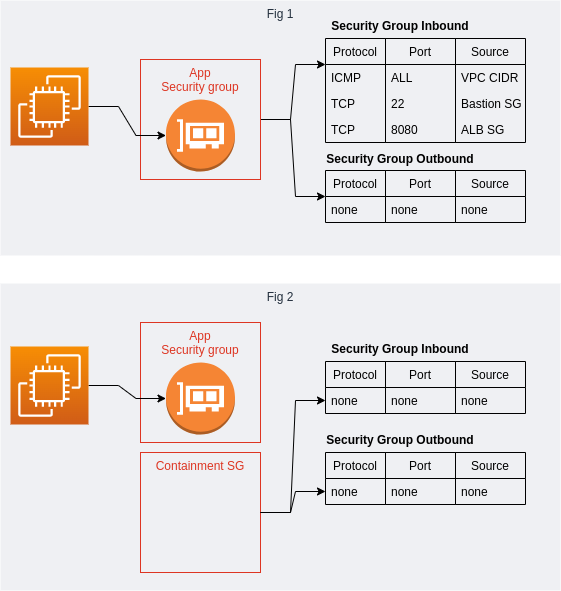 Fig 1
App
Security group
Security Group Inbound
Protocol Port Source
ICMP ALL VPC CIDR
TCP 22 Bastion SG
TCP 8080 ALB SG
Security Group Outbound
Protocol Port Source
none none none
Fig 2
App
Security group
Containment SG
Security Group Inbound
Protocol Port Source
none none none
Security Group Outbound
Protocol Port Source
none none none